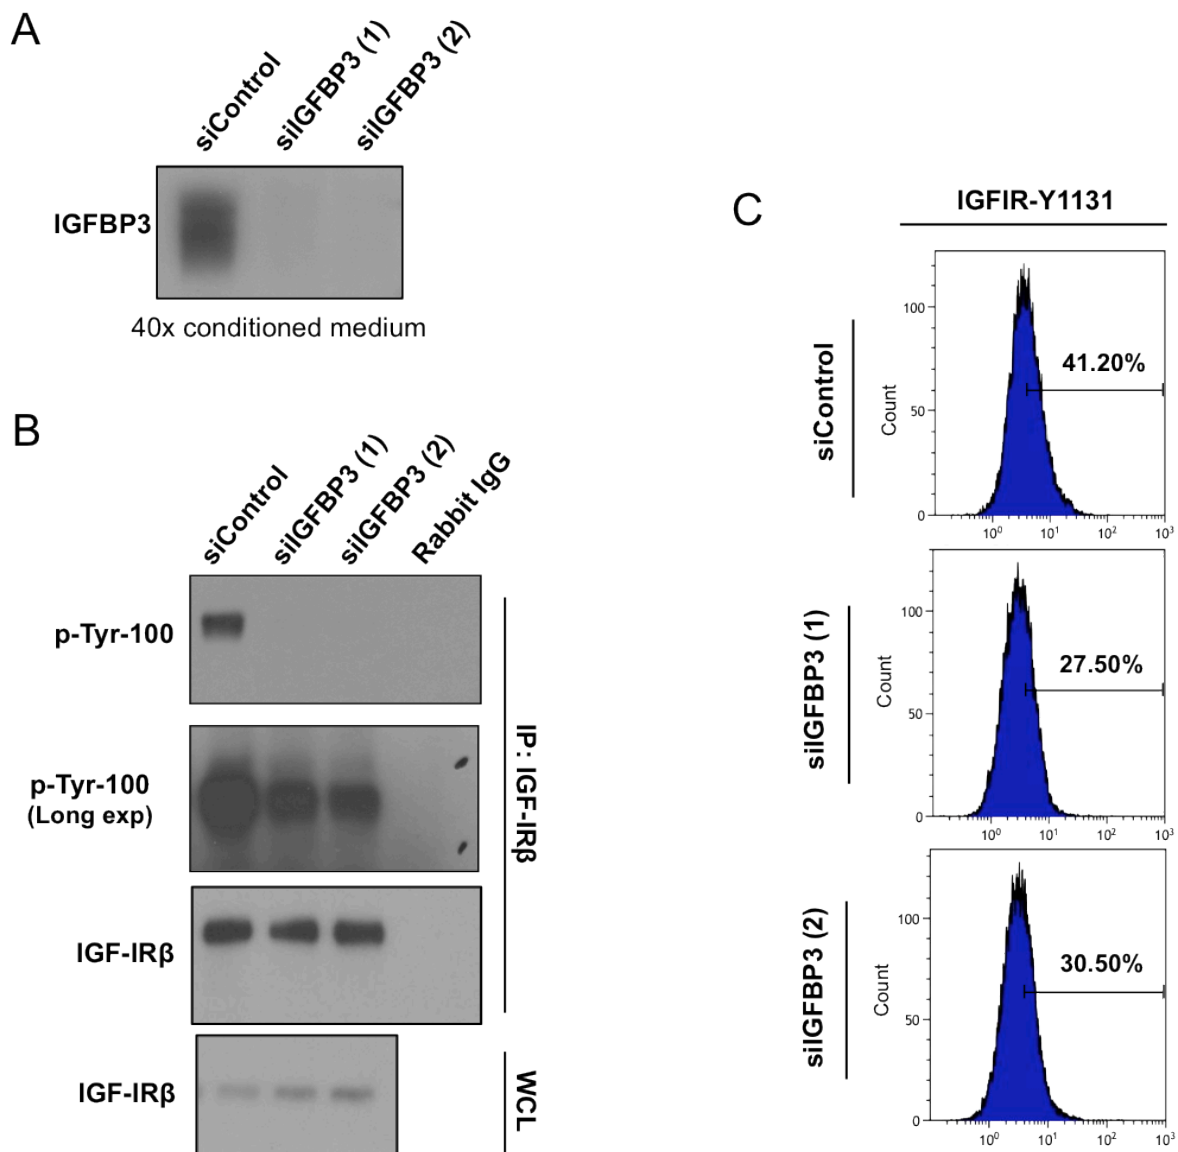 A
siControl
siIGFBP3 (1)
siIGFBP3 (2)
IGFBP3
40x conditioned medium
B
siControl
siIGFBP3 (1)
siIGFBP3 (2)
Rabbit IgG
p-Tyr-100
p-Tyr-100
(Long exp)
IGF-IRβ
IP: IGF-IRβ
IGF-IRβ
WCL
C
IGFIR-Y1131
siControl
Count
100
50
0
41.20%
10⁰ 10¹ 10² 10³
siIGFBP3 (1)
Count
100
50
0
27.50%
10⁰ 10¹ 10² 10³
siIGFBP3 (2)
Count
100
50
0
30.50%
10⁰ 10¹ 10² 10³